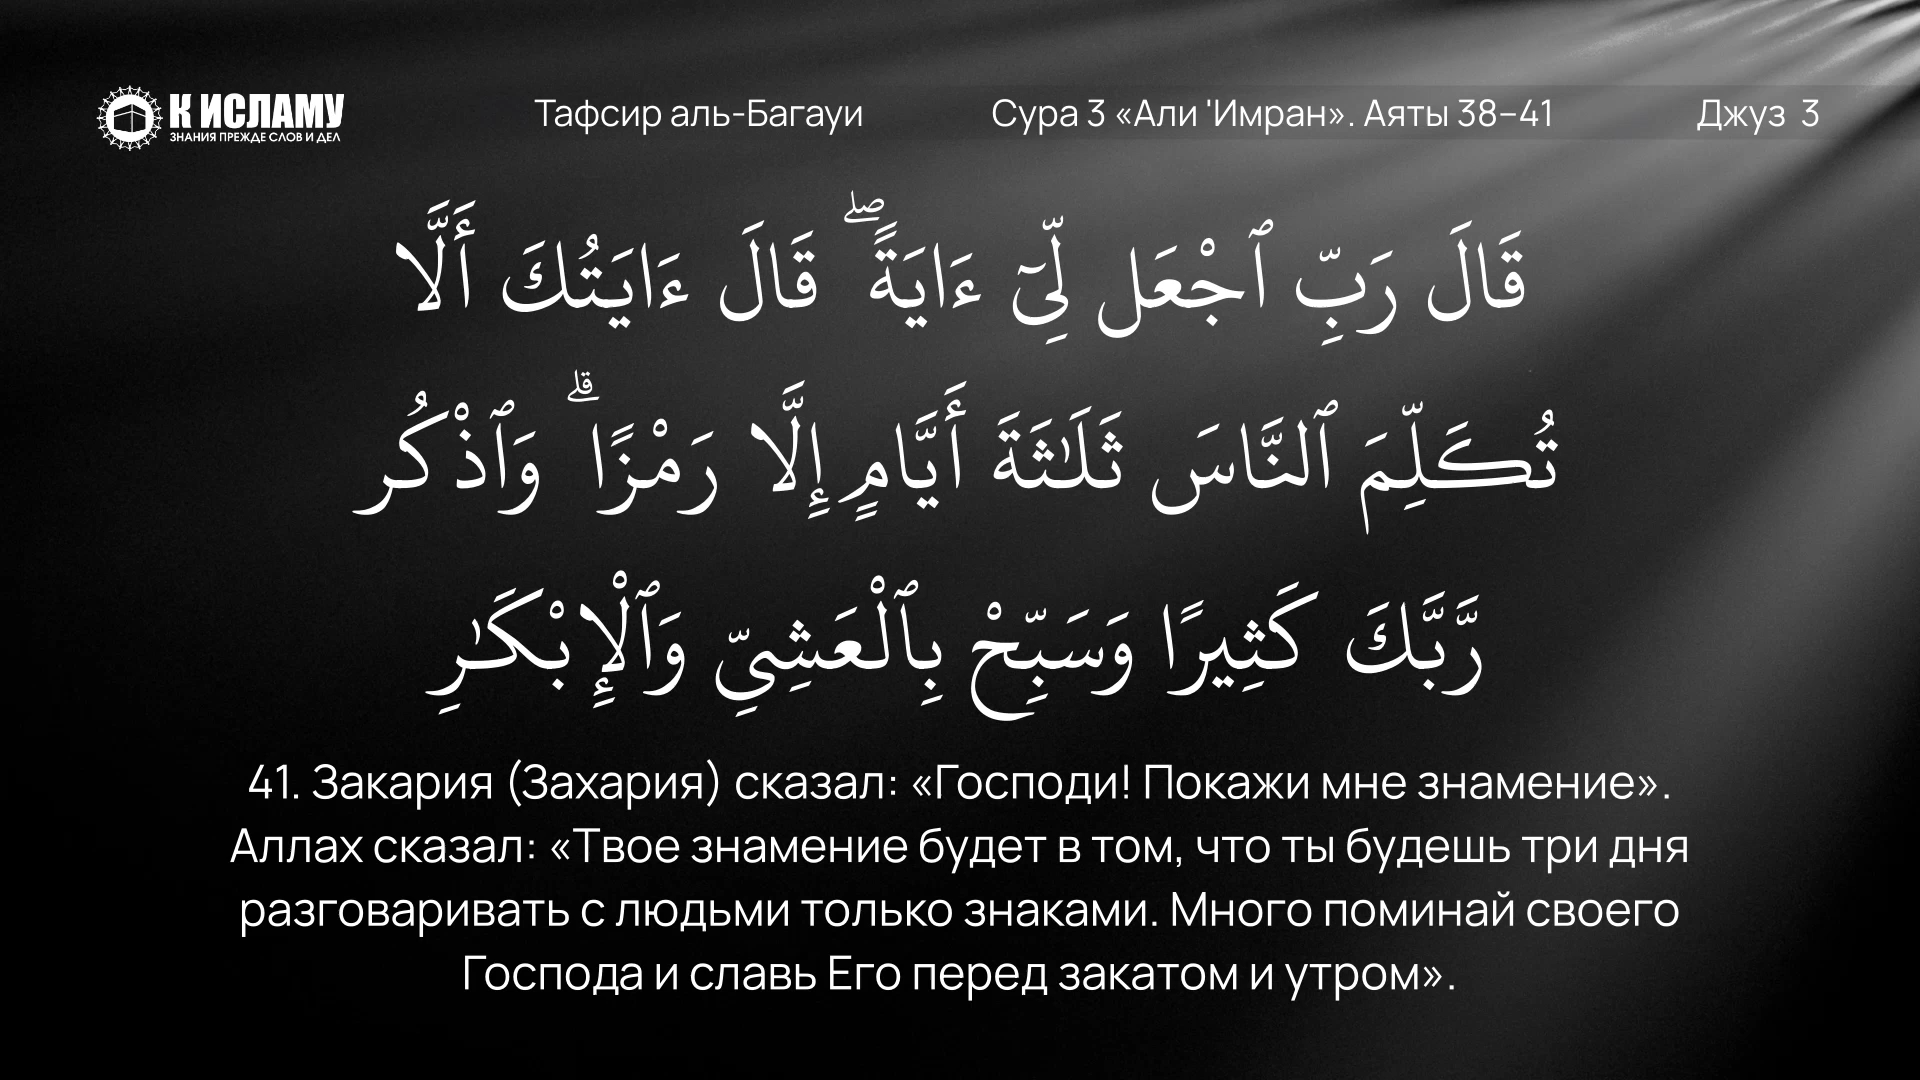 К ИСЛАМУ
ЗНАНИЯ ПРЕЖДЕ СЛОВ И ДЕЛ
Тафсир аль-Багауи
Сура 3 «Али 'Имран». Аяты 38–41
Джуз 3
قَالَ رَبِّ ٱجْعَل لِّىٓ ءَايَةً ۖ قَالَ ءَايَتُكَ أَلَّا
تُكَلِّمَ ٱلنَّاسَ ثَلَـٰثَةَ أَيَّامٍ إِلَّا رَمْزًا ۗ وَٱذْكُر
رَّبَّكَ كَثِيرًا وَسَبِّحْ بِٱلْعَشِىِّ وَٱلْإِبْكَـٰرِ
41. Закария (Захария) сказал: «Господи! Покажи мне знамение».
Аллах сказал: «Твое знамение будет в том, что ты будешь три дня
разговаривать с людьми только знаками. Много поминай своего
Господа и славь Его перед закатом и утром».